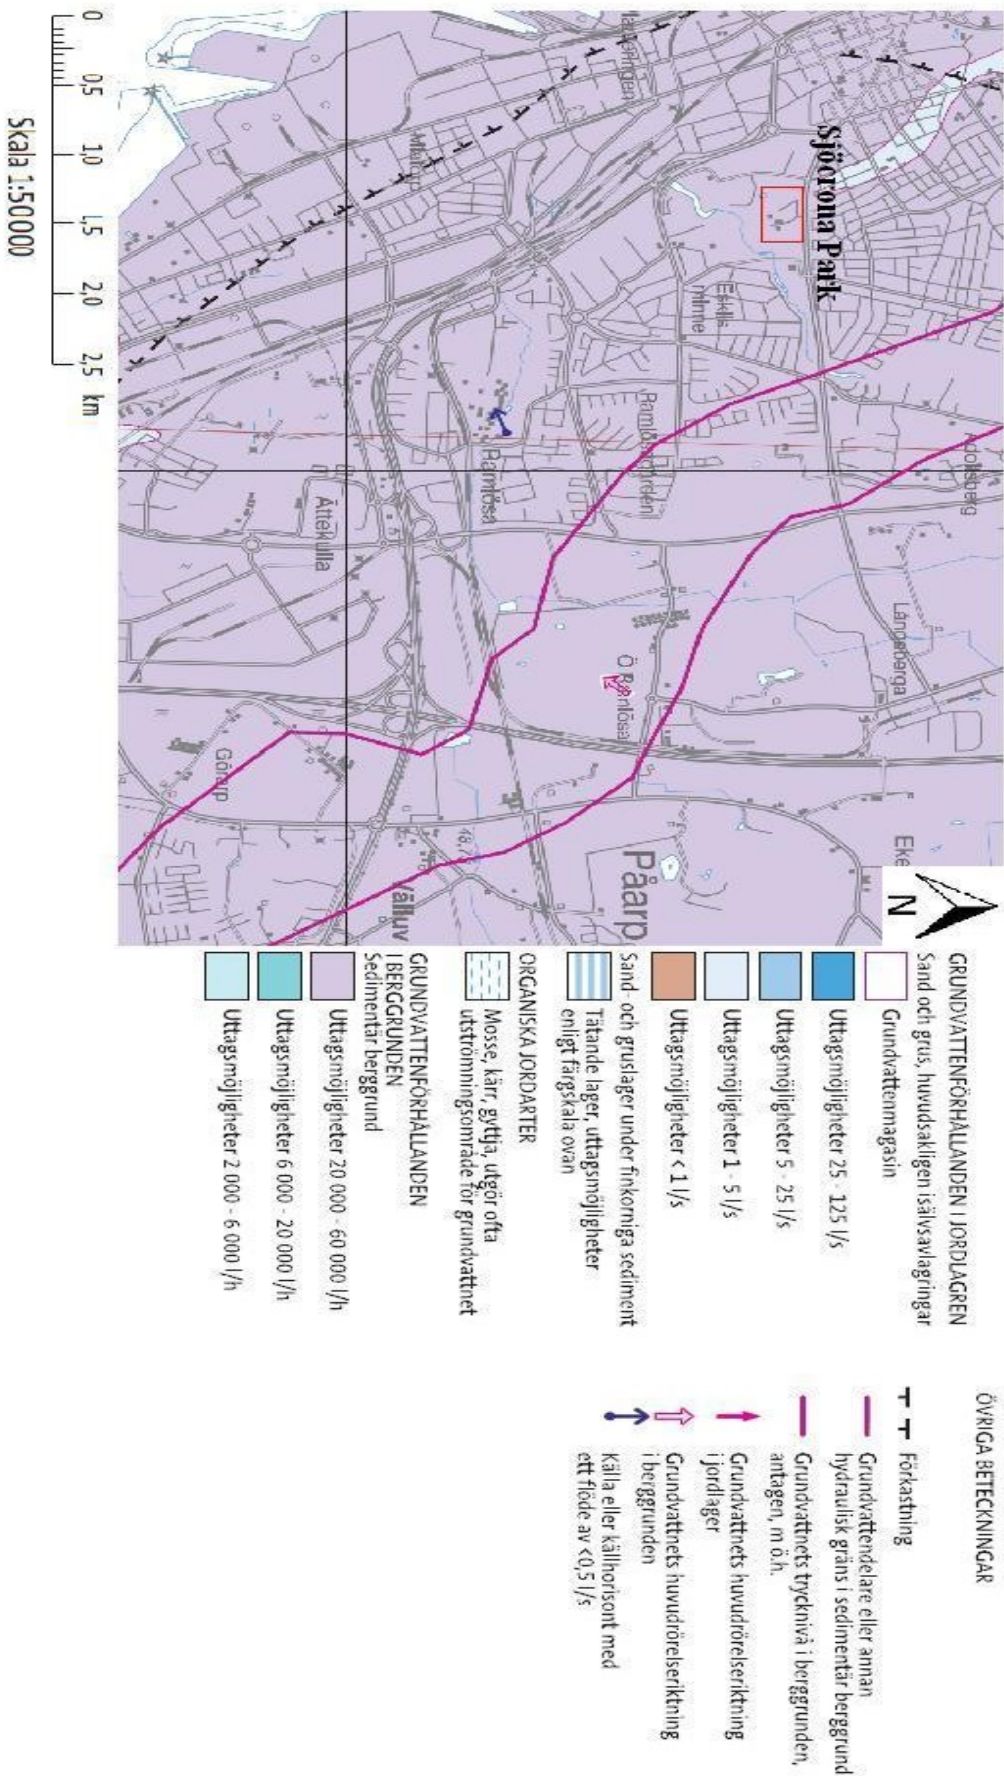 Sjöcrona Park
Eskils
minne
Ramlösa
Ättekulla
Adolfsberg
Långeberga
Ö Ramlösa
Görarp
Påarp
Välluv
Eke
N
0 0,5 1,0 1,5 2,0 2,5 km
Skala 1:50000
GRUNDVATTENFÖRHÅLLANDEN I JORDLAGREN
Sand och grus, huvudsakligen isälvsavlagringar
Grundvattenmagasin
Uttagsmöjligheter 25 - 125 l/s
Uttagsmöjligheter 5 - 25 l/s
Uttagsmöjligheter 1 - 5 l/s
Uttagsmöjligheter < 1 l/s
Sand- och gruslager under finkorniga sediment
Tätande lager, uttagsmöjligheter
enligt färgskala ovan
ORGANISKA JORDARTER
Mosse, kärr, gyttja, utgör ofta
utströmningsområde för grundvattnet
GRUNDVATTENFÖRHÅLLANDEN
I BERGGRUNDEN
Sedimentär berggrund
Uttagsmöjligheter 20 000 - 60 000 l/h
Uttagsmöjligheter 6 000 - 20 000 l/h
Uttagsmöjligheter 2 000 - 6 000 l/h
ÖVRIGA BETECKNINGAR
Förkastning
Grundvattendelare eller annan
hydraulisk gräns i sedimentär berggrund
Grundvattnets trycknivå i berggrunden,
antagen, m ö.h.
Grundvattnets huvudrörelseriktning
i jordlager
Grundvattnets huvudrörelseriktning
i berggrunden
Källa eller källhorisont med
ett flöde av <0,5 l/s